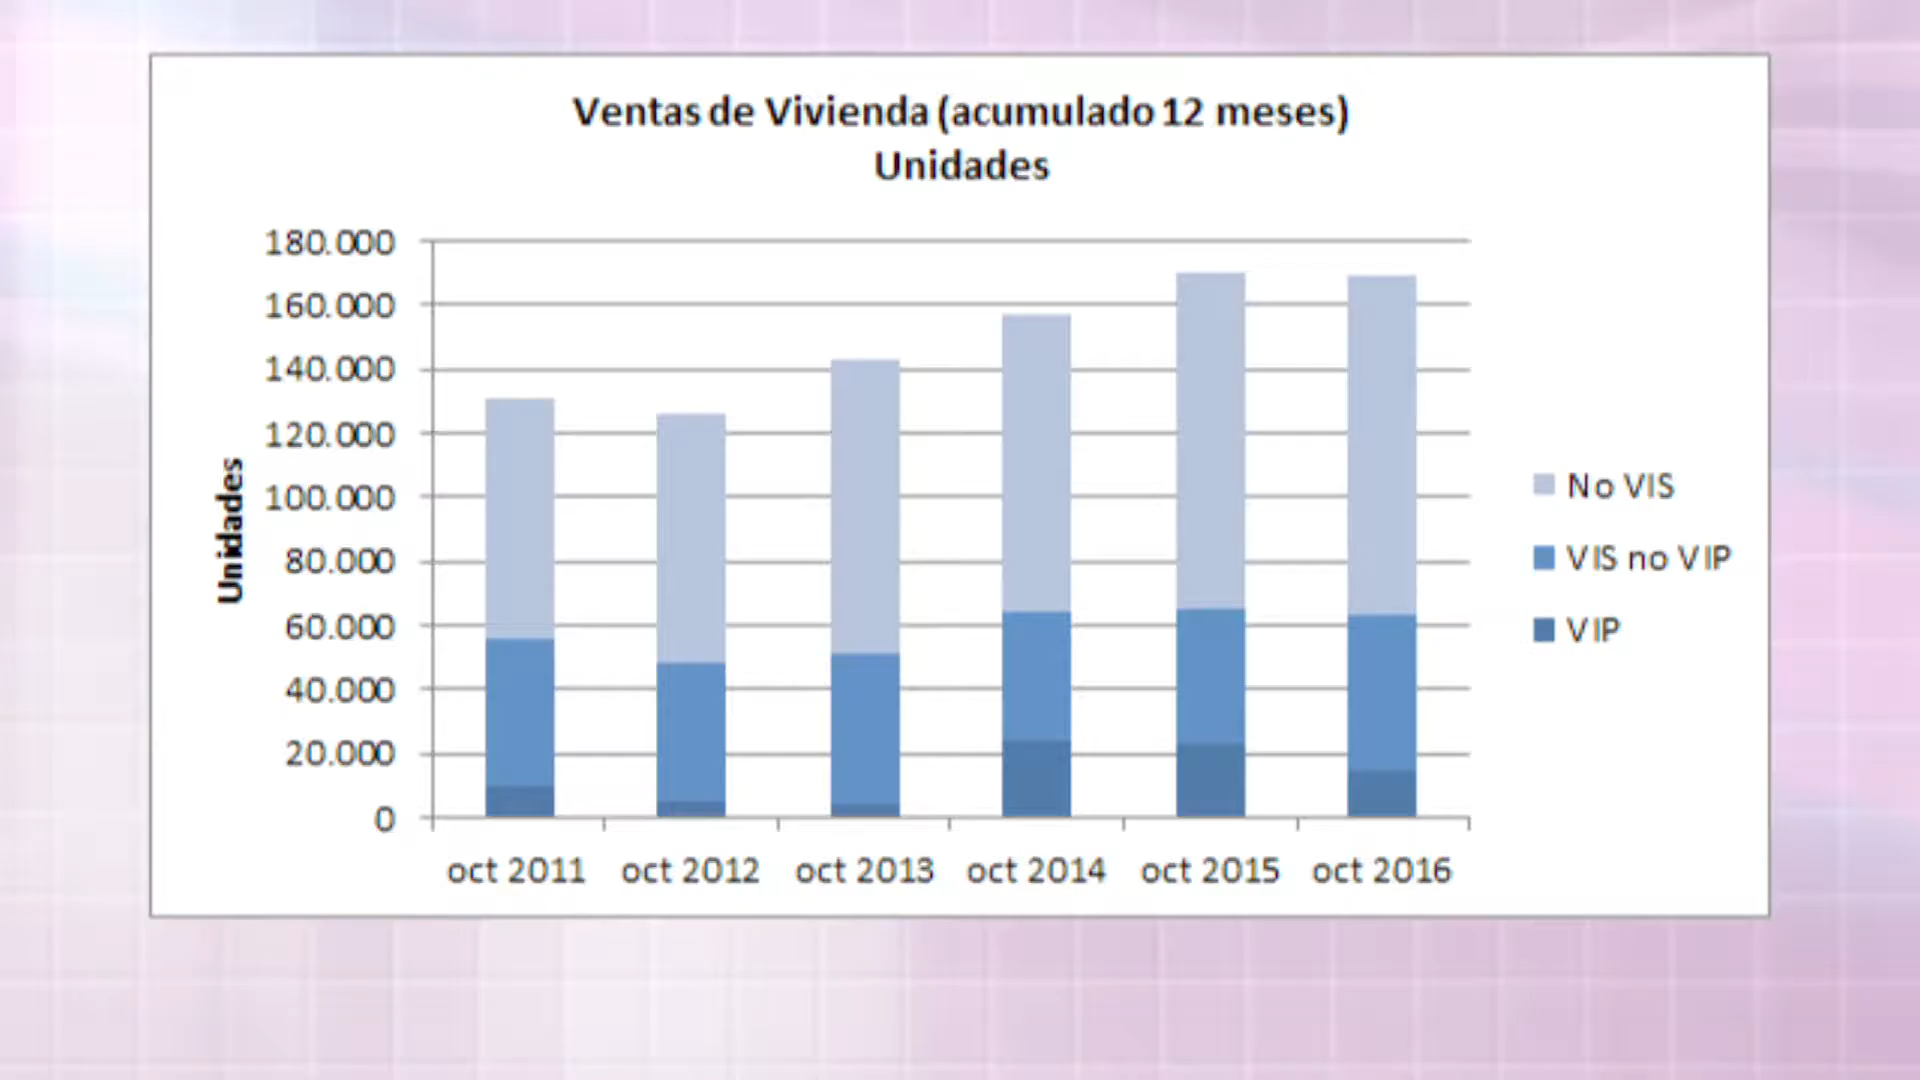 Ventas de Vivienda (acumulado 12 meses)
Unidades
180.000
160.000
140.000
120.000
100.000
80.000
60.000
40.000
20.000
0
Unidades
oct 2011
oct 2012
oct 2013
oct 2014
oct 2015
oct 2016
No VIS
VIS no VIP
VIP